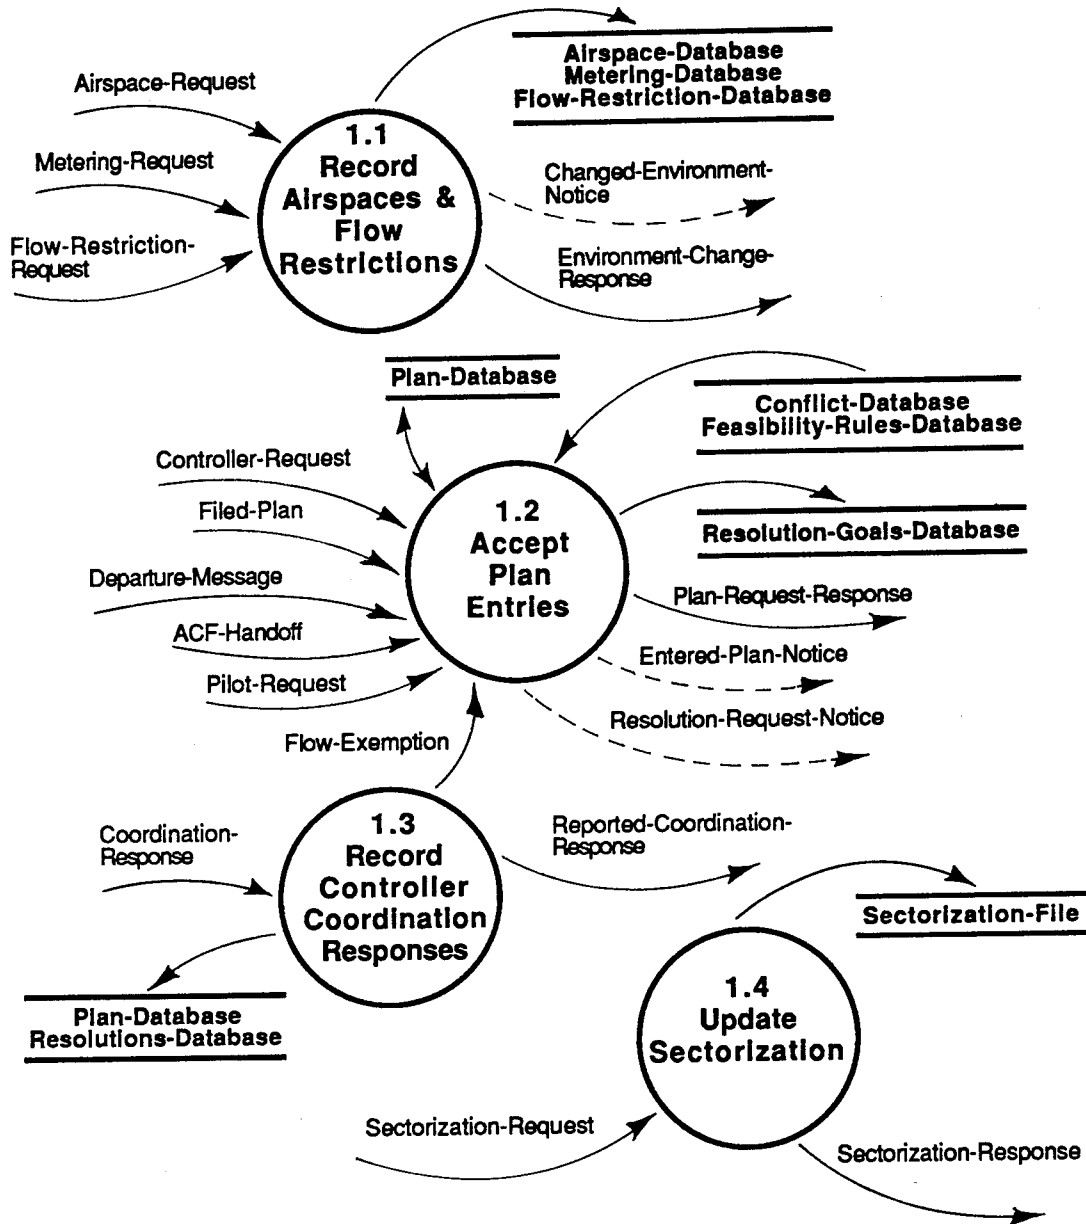 Airspace-Database
Metering-Database
Flow-Restriction-Database
Airspace-Request
Metering-Request
Flow-Restriction-
Request
1.1
Record
Airspaces &
Flow
Restrictions
Changed-Environment-
Notice
Environment-Change-
Response
Plan-Database
Conflict-Database
Feasibility-Rules-Database
Controller-Request
Filed-Plan
Departure-Message
ACF-Handoff
Pilot-Request
1.2
Accept
Plan
Entries
Resolution-Goals-Database
Plan-Request-Response
Entered-Plan-Notice
Resolution-Request-Notice
Flow-Exemption
Coordination-
Response
1.3
Record
Controller
Coordination
Responses
Reported-Coordination-
Response
Plan-Database
Resolutions-Database
Sectorization-File
1.4
Update
Sectorization
Sectorization-Request
Sectorization-Response